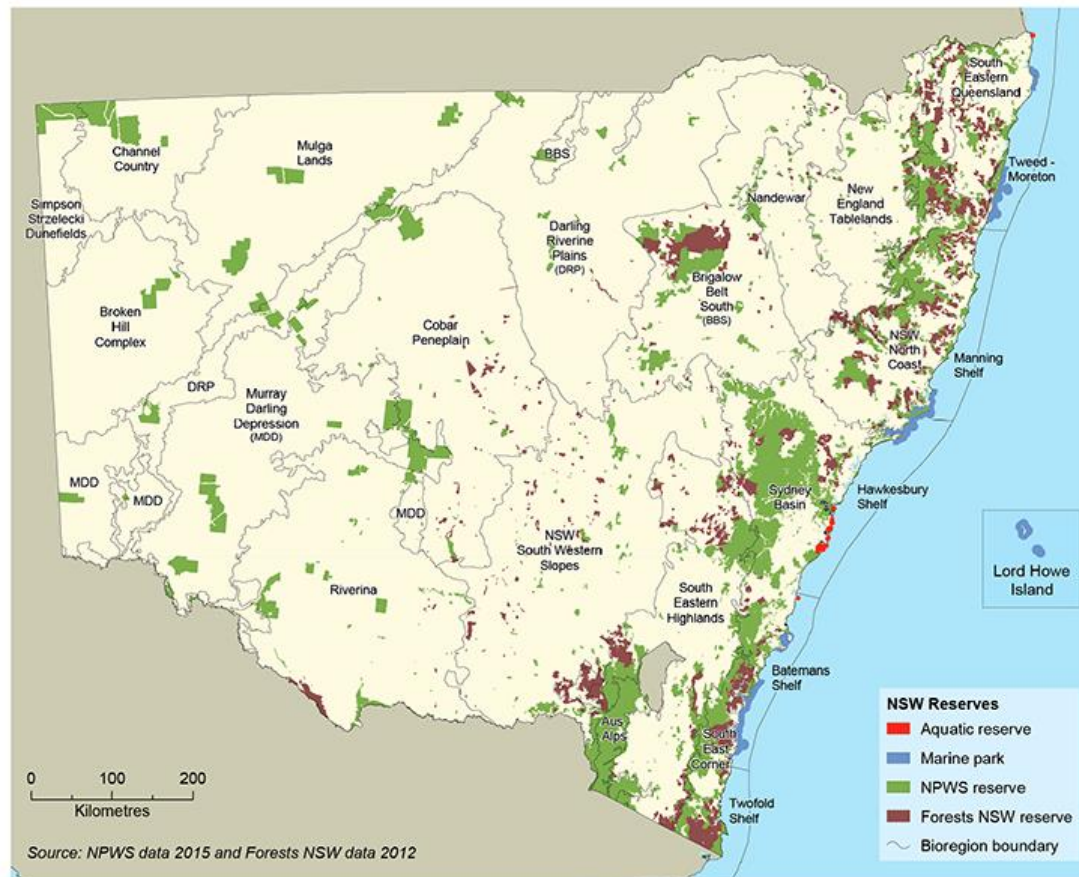 South
Eastern
Queensland
Channel
Country
Mulga
Lands
BBS
Tweed -
Moreton
Simpson
Strzelecki
Dunefields
Nandewar
New
England
Tablelands
Darling
Riverine
Plains
(DRP)
Brigalow
Belt
South
(BBS)
Broken
Hill
Complex
Cobar
Peneplain
NSW
North
Coast
Manning
Shelf
DRP
Murray
Darling
Depression
(MDD)
MDD
MDD
MDD
Sydney
Basin
Hawkesbury
Shelf
NSW
South Western
Slopes
Lord Howe
Island
Riverina
South
Eastern
Highlands
Batemans
Shelf
Aus
Alps
South
East
Corner
Twofold
Shelf
NSW Reserves
Aquatic reserve
Marine park
NPWS reserve
Forests NSW reserve
Bioregion boundary
0 100 200
Kilometres
Source: NPWS data 2015 and Forests NSW data 2012